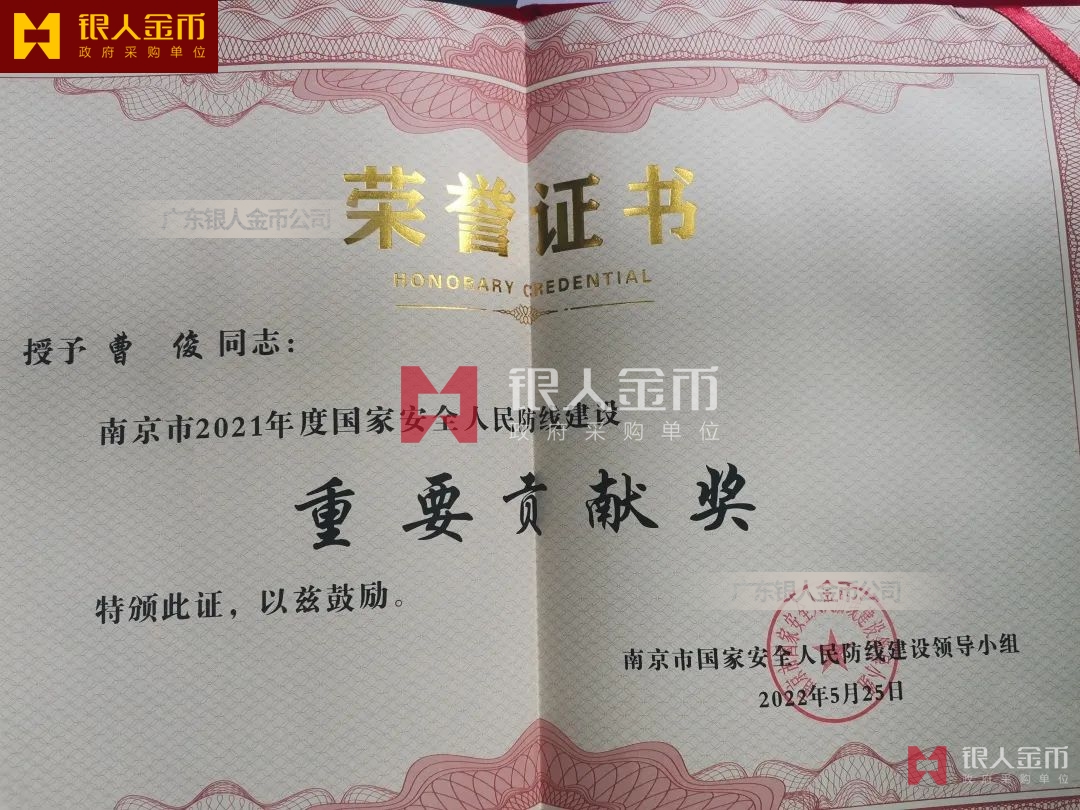 银人金币
政府采购单位
荣誉证书
广东银人金币公司
HONORARY CREDENTIAL
授予 曹 俊 同志：
银人金币
南京市2021年度国家安全人民防线建设
政府采购单位
重要贡献奖
特颁此证，以兹鼓励。
东银人金币公司
南京市国家安全人民防线建设领导小组
2022年5月25日
银人金币
政府采购单位